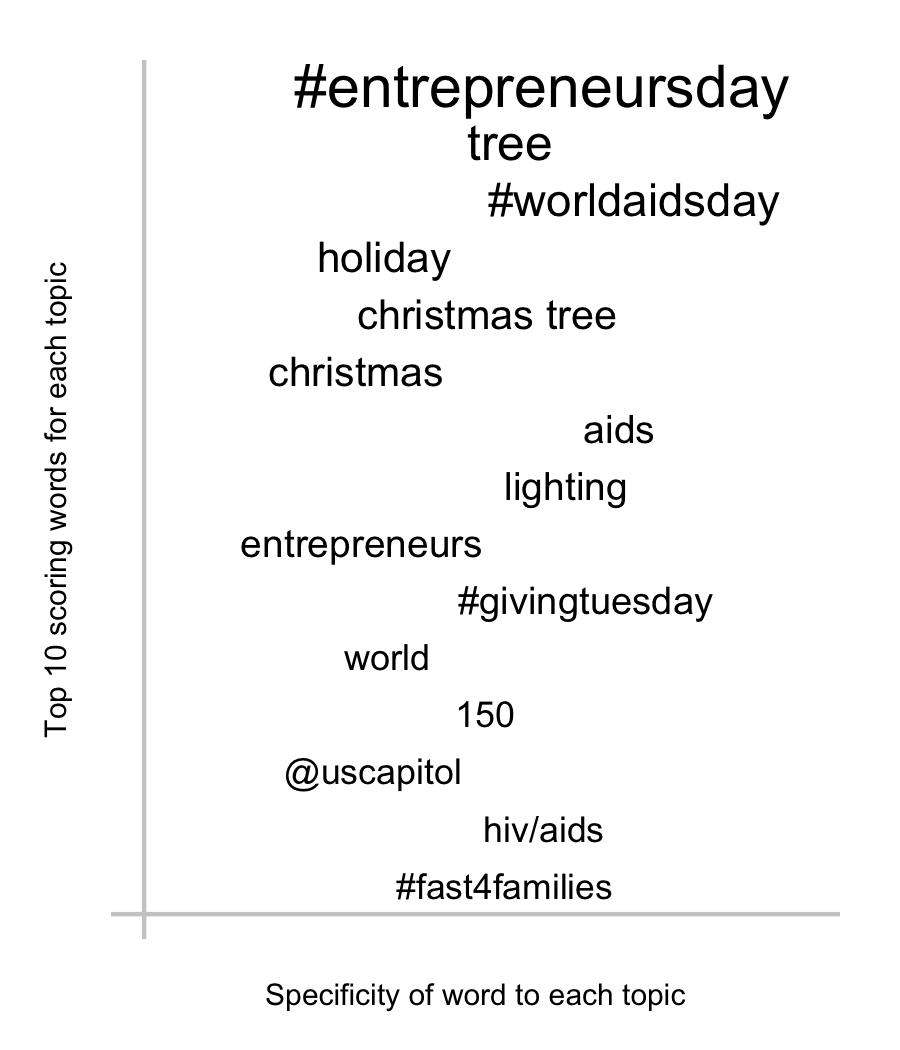 #entrepreneursday
tree
#worldaidsday
holiday
christmas tree
christmas
aids
lighting
entrepreneurs
#givingtuesday
world
150
@uscapitol
hiv/aids
#fast4families
Top 10 scoring words for each topic
Specificity of word to each topic